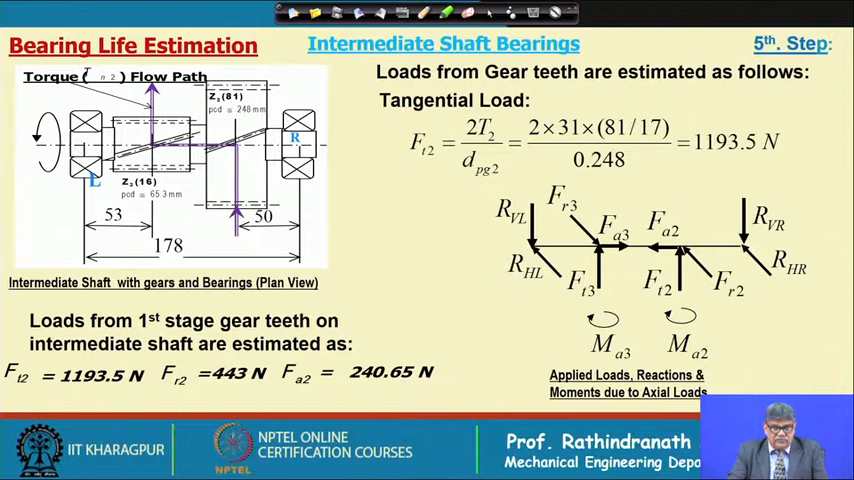 Bearing Life Estimation
Intermediate Shaft Bearings
5th. Step:
Torque (T n2) Flow Path
Z2(81)
pcd ≅ 248 mm
R
L
Z3(16)
pcd ≅ 65.3 mm
53
50
178
Intermediate Shaft with gears and Bearings (Plan View)
Loads from 1st stage gear teeth on
intermediate shaft are estimated as:
Ft2 = 1193.5 N Fr2 =443 N Fa2 = 240.65 N
Loads from Gear teeth are estimated as follows:
Tangential Load:
Ft2 = 2T2 / dpg2 = 2×31×(81/17) / 0.248 = 1193.5 N
RVL
Fr3
Fa3
Fa2
RVR
RHL
Ft3
Ft2
Fr2
RHR
Ma3
Ma2
Applied Loads, Reactions &
Moments due to Axial Loads
IIT KHARAGPUR
NPTEL
NPTEL ONLINE
CERTIFICATION COURSES
Prof. Rathindranath
Mechanical Engineering Depa